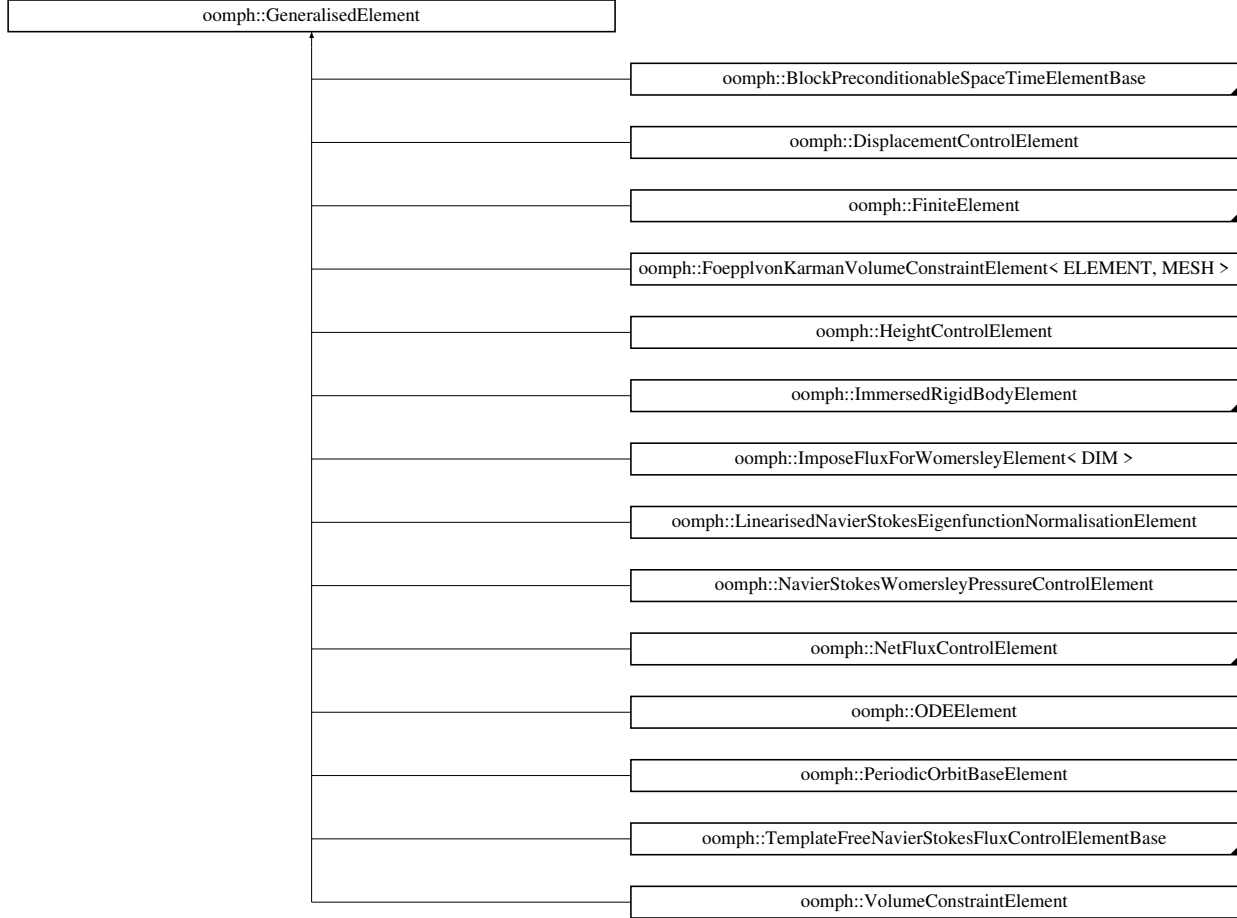 oomph::GeneralisedElement
oomph::BlockPreconditionableSpaceTimeElementBase
oomph::DisplacementControlElement
oomph::FiniteElement
oomph::FoepplvonKarmanVolumeConstraintElement< ELEMENT, MESH >
oomph::HeightControlElement
oomph::ImmersedRigidBodyElement
oomph::ImposeFluxForWomersleyElement< DIM >
oomph::LinearisedNavierStokesEigenfunctionNormalisationElement
oomph::NavierStokesWomersleyPressureControlElement
oomph::NetFluxControlElement
oomph::ODEElement
oomph::PeriodicOrbitBaseElement
oomph::TemplateFreeNavierStokesFluxControlElementBase
oomph::VolumeConstraintElement